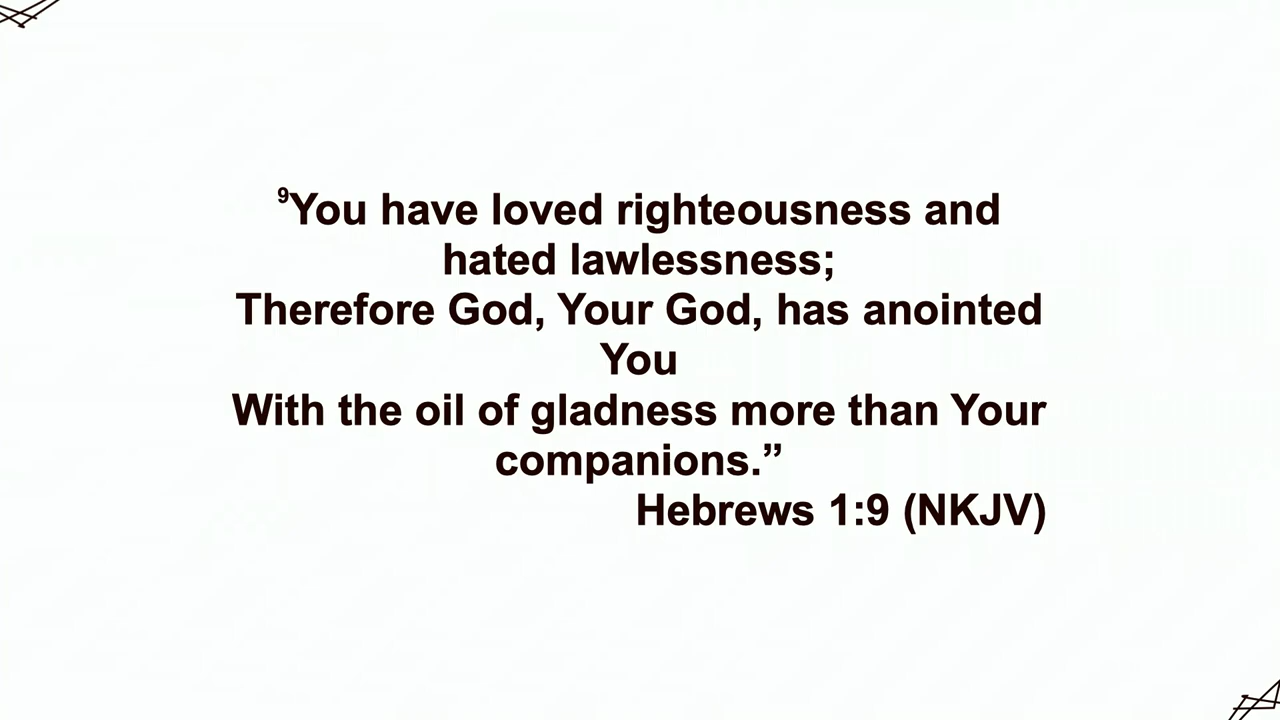 ⁹You have loved righteousness and
hated lawlessness;
Therefore God, Your God, has anointed
You
With the oil of gladness more than Your
companions.”
Hebrews 1:9 (NKJV)